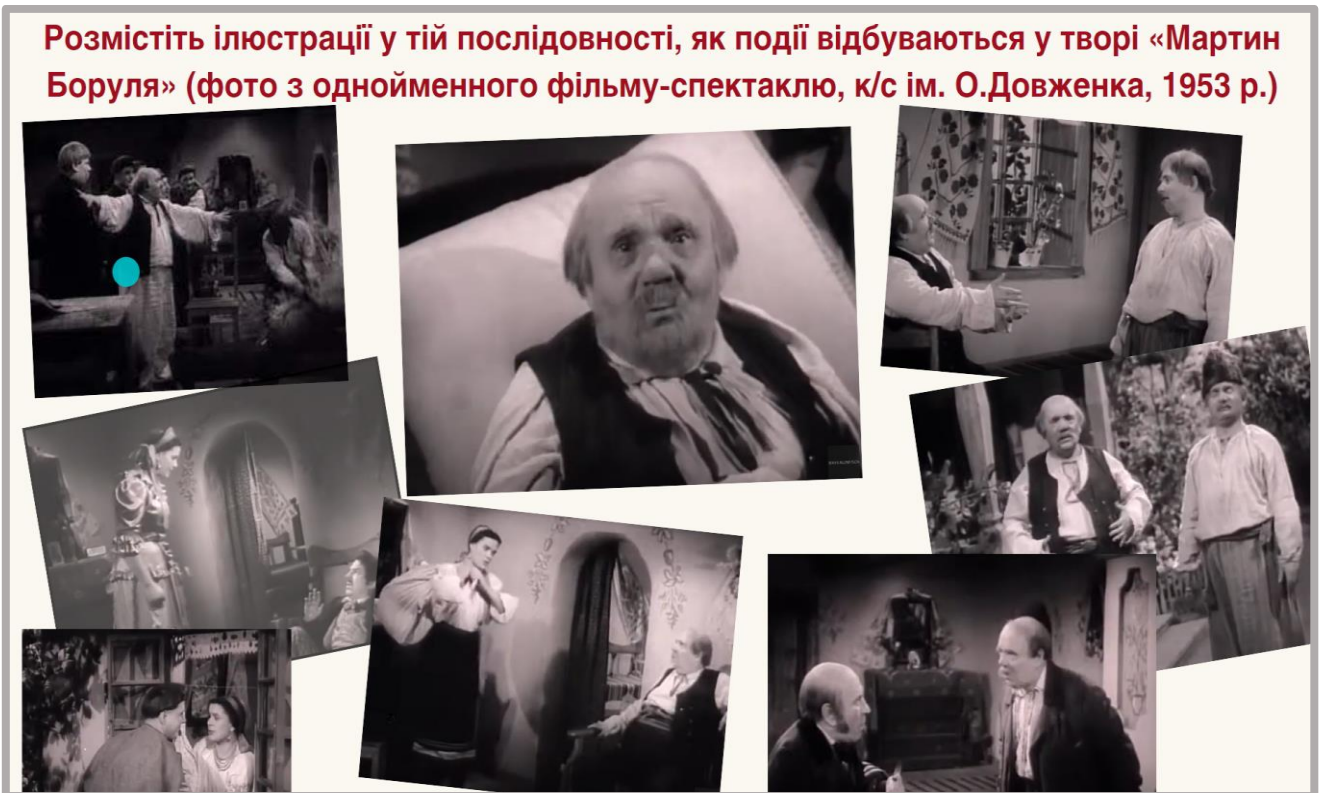 Розмістіть ілюстрації у тій послідовності, як події відбуваються у творі «Мартин
Боруля» (фото з однойменного фільму-спектаклю, к/с ім. О.Довженка, 1953 р.)